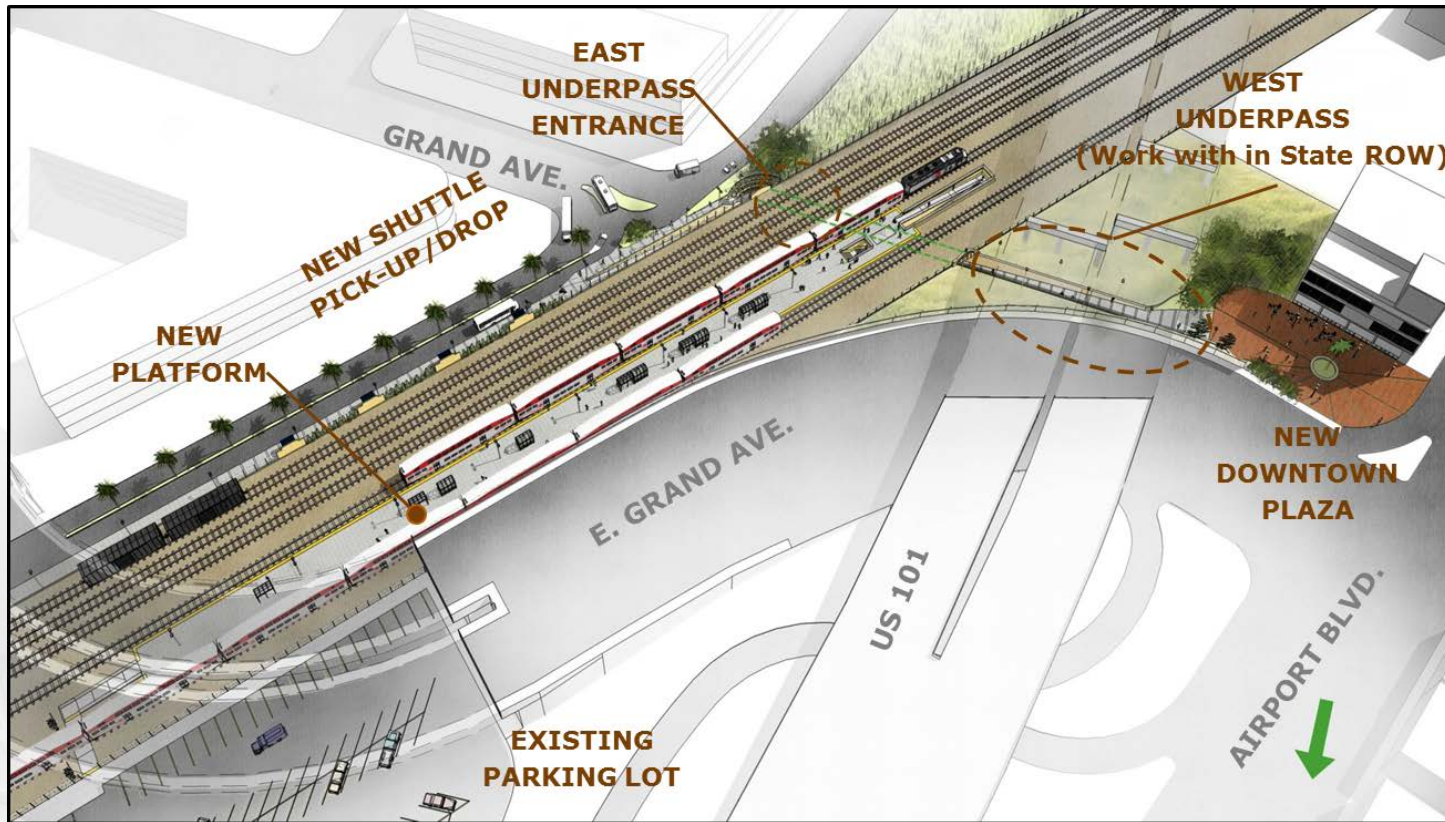 EAST
UNDERPASS
ENTRANCE
WEST
UNDERPASS
(Work with in State ROW)
GRAND AVE.
NEW SHUTTLE
PICK-UP/DROP
NEW
PLATFORM
E. GRAND AVE.
NEW
DOWNTOWN
PLAZA
US 101
AIRPORT BLVD.
EXISTING
PARKING LOT